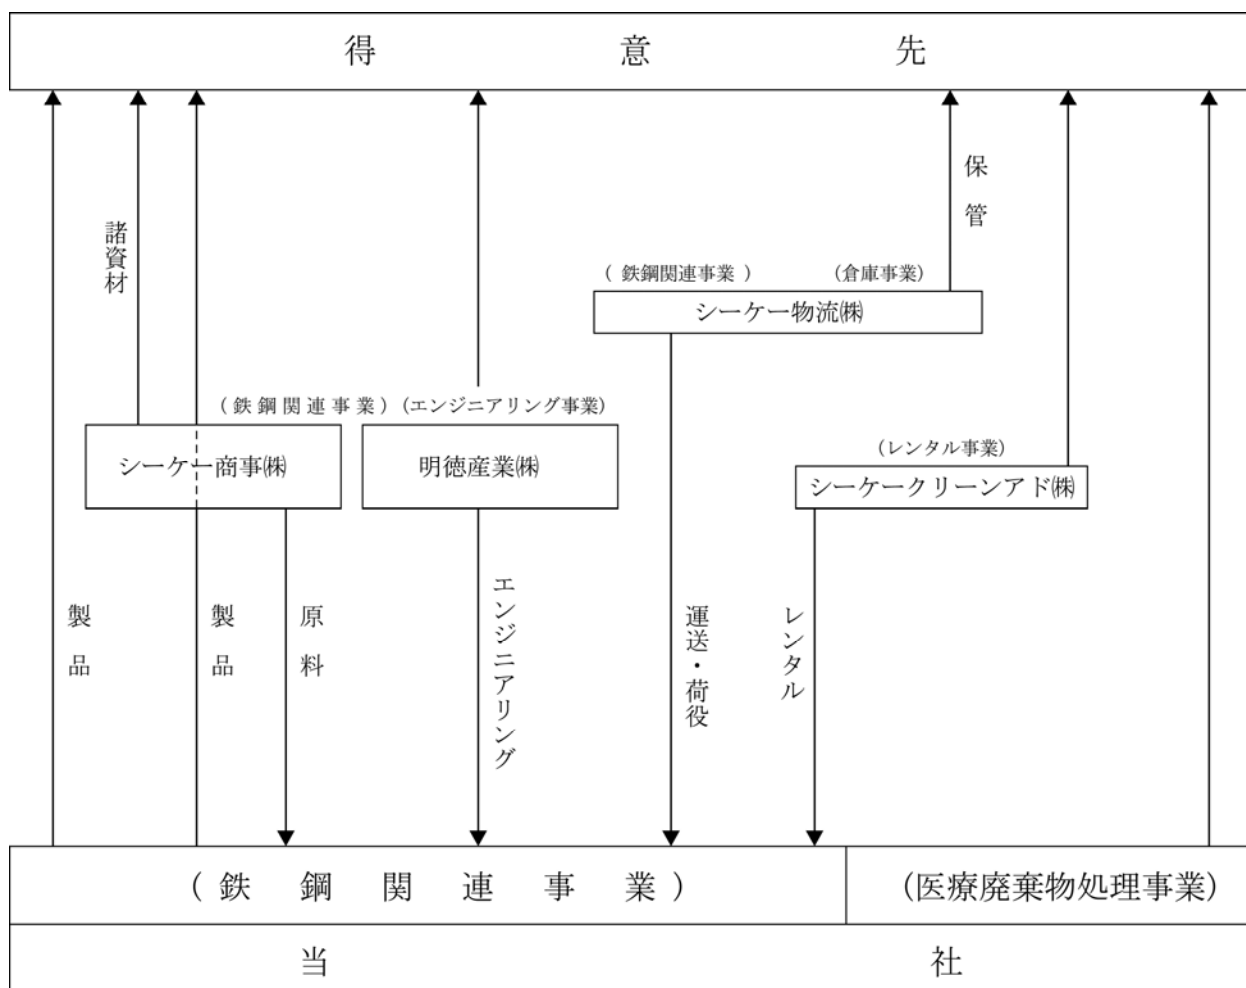 得意先
保管
諸資材
(鉄鋼関連事業)
(倉庫事業)
シーケー物流㈱
(鉄鋼関連事業)
(エンジニアリング事業)
シーケー商事㈱
明徳産業㈱
(レンタル事業)
シーケークリーンアド㈱
製品
製品
原料
エンジニアリング
運送・荷役
レンタル
(鉄鋼関連事業)
(医療廃棄物処理事業)
当社